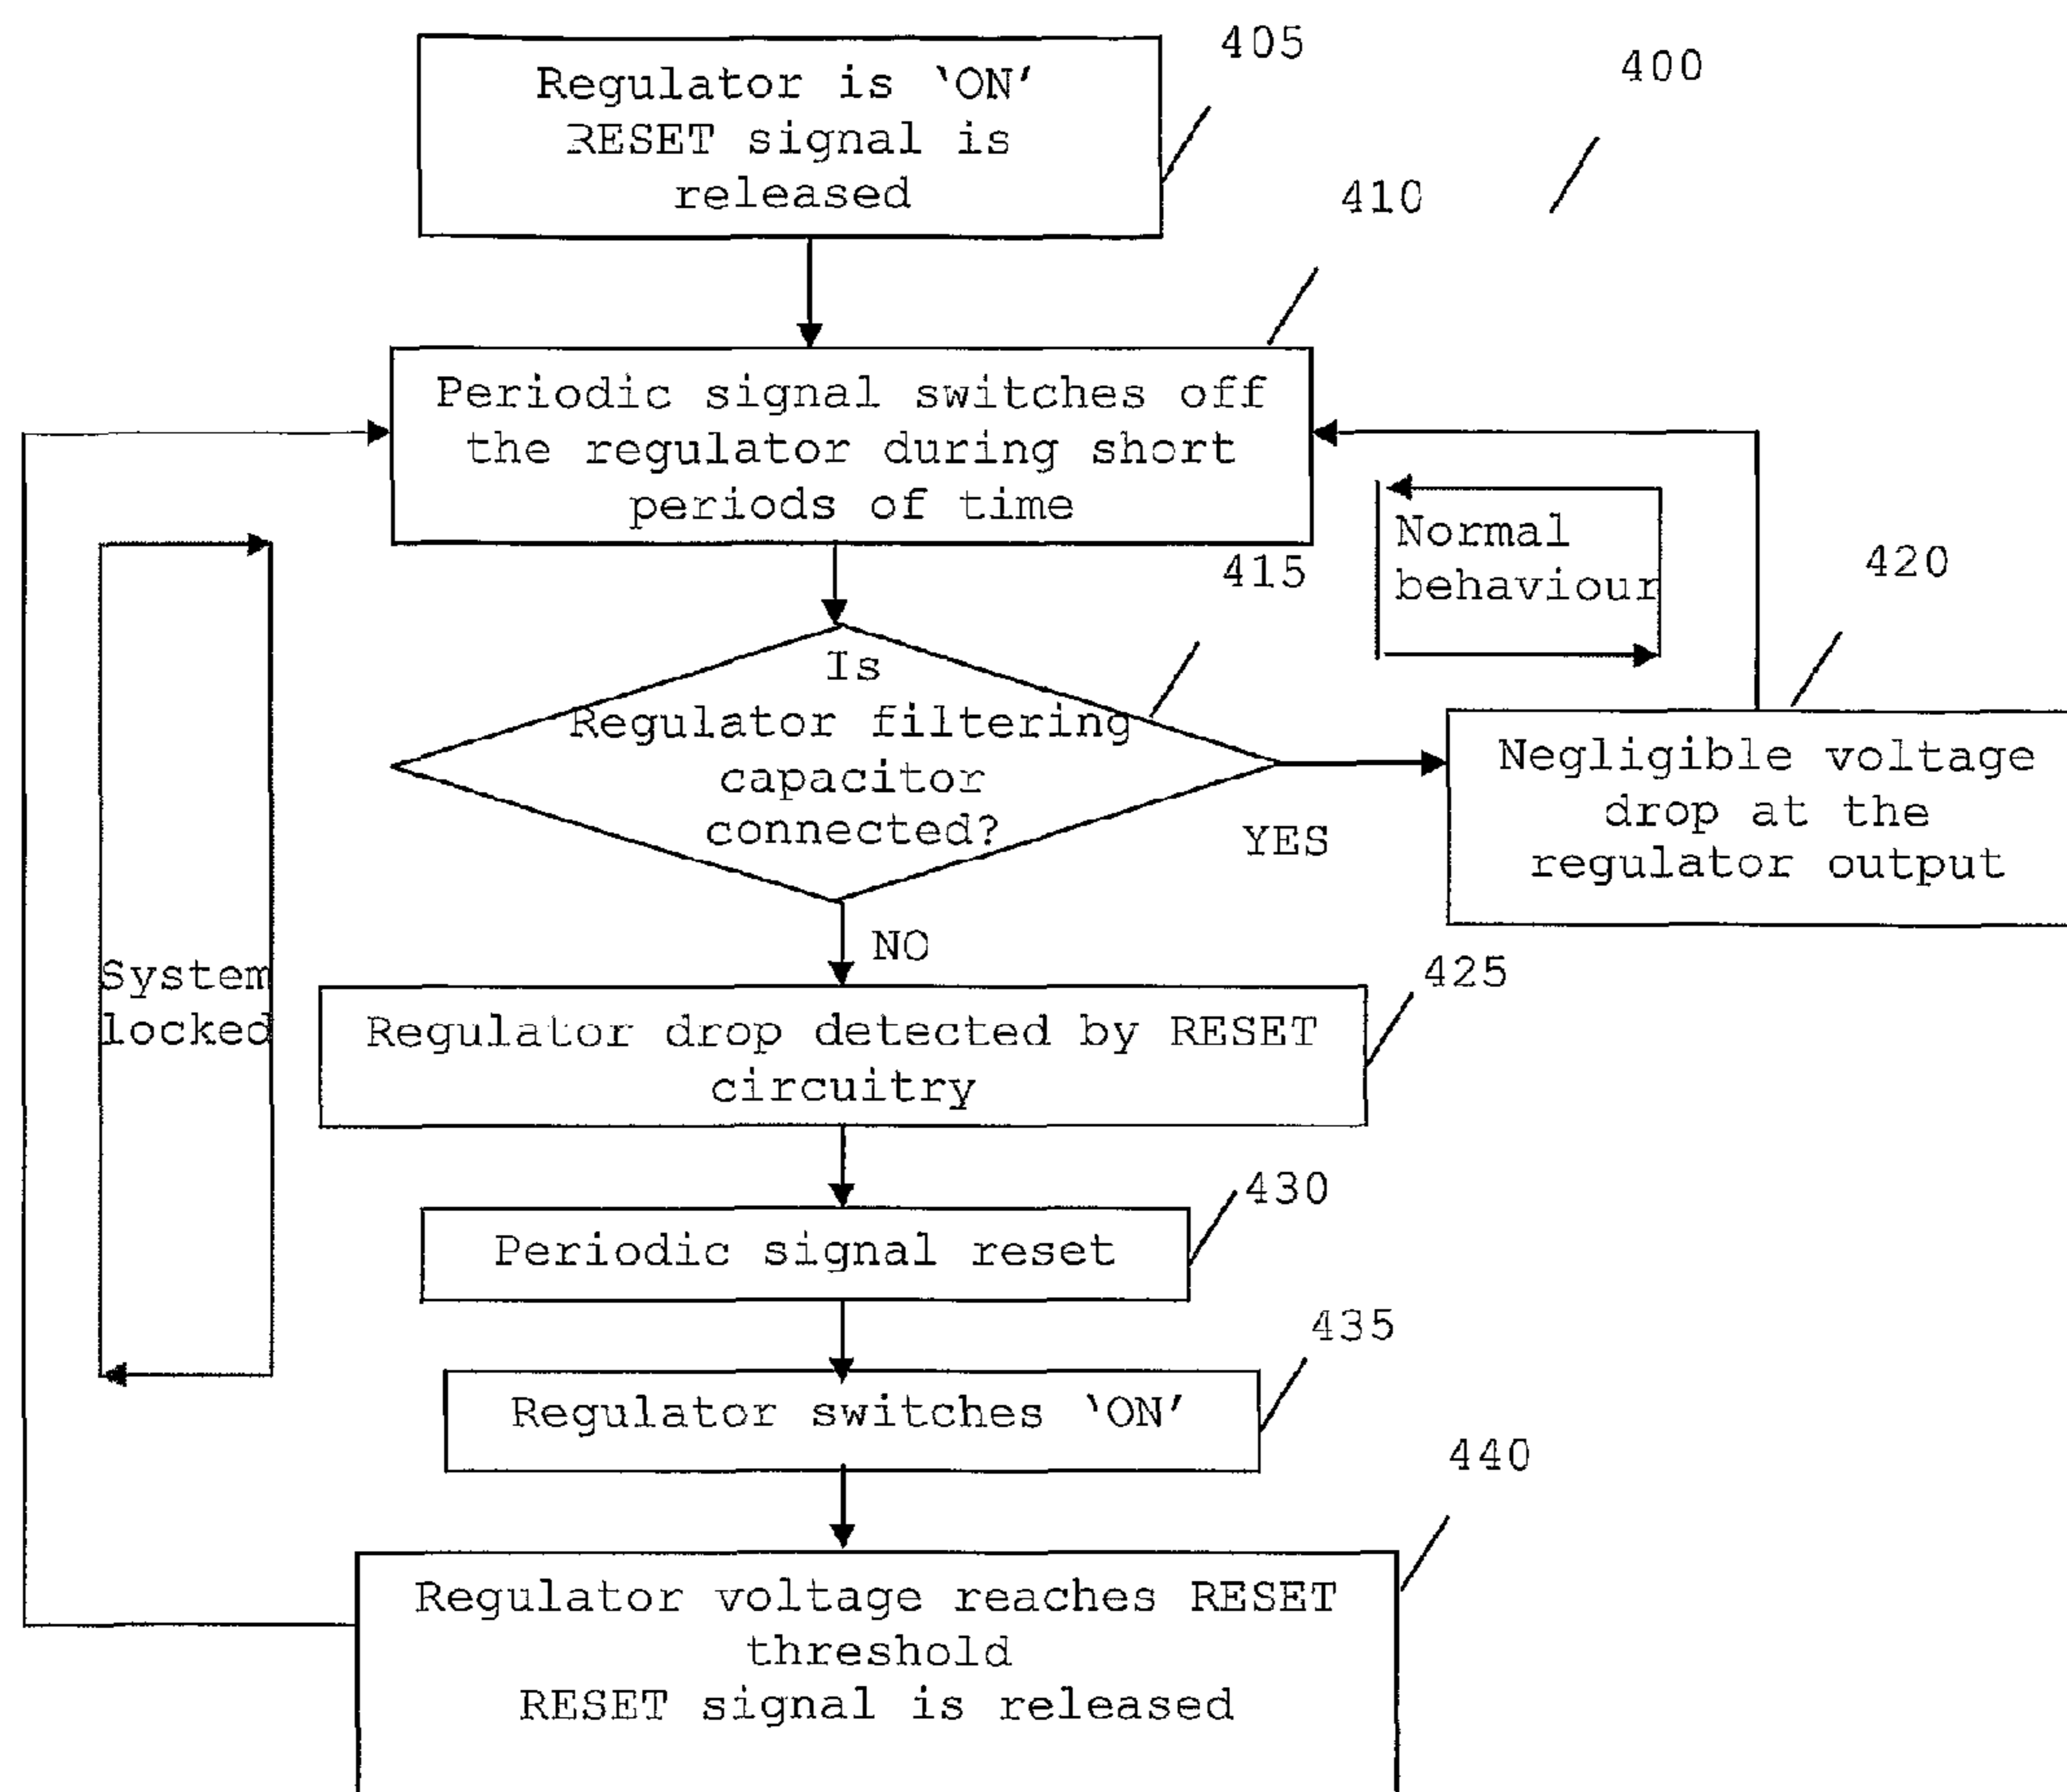 405
400
Regulator is ‘ON’
RESET signal is
released
410
Periodic signal switches off
the regulator during short
periods of time
Normal
behaviour
415
420
Is
Regulator filtering
capacitor
connected?
YES
Negligible voltage
drop at the
regulator output
NO
System
locked
425
Regulator drop detected by RESET
circuitry
430
Periodic signal reset
435
Regulator switches ‘ON’
440
Regulator voltage reaches RESET
threshold
RESET signal is released